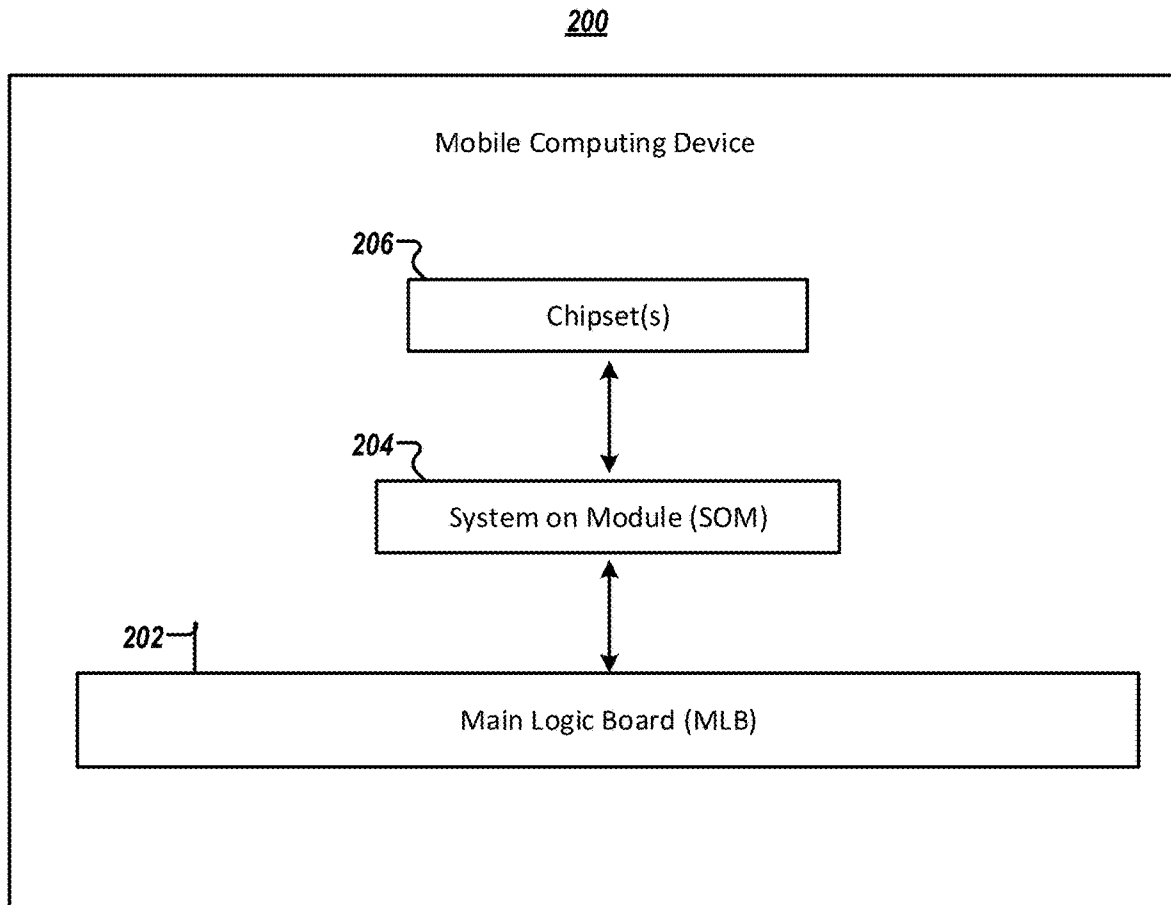 200
Mobile Computing Device
206
Chipset(s)
204
System on Module (SOM)
202
Main Logic Board (MLB)